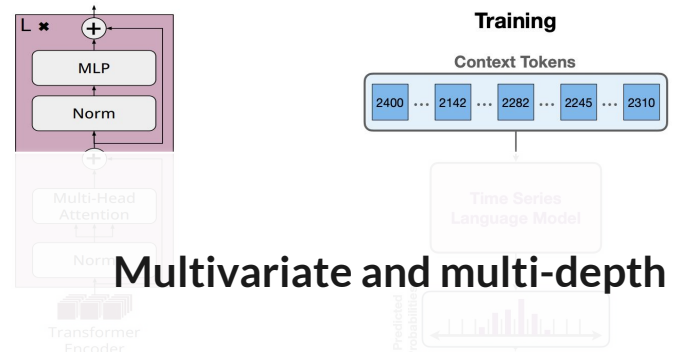 L ✖
+
MLP
Norm
+
Multi-Head
Attention
Norm
Transformer
Encoder
Training
Context Tokens
2400 ... 2142 ... 2282 ... 2245 ... 2310
Time Series
Language Model
Multivariate and multi-depth
Predicted
Probabilities